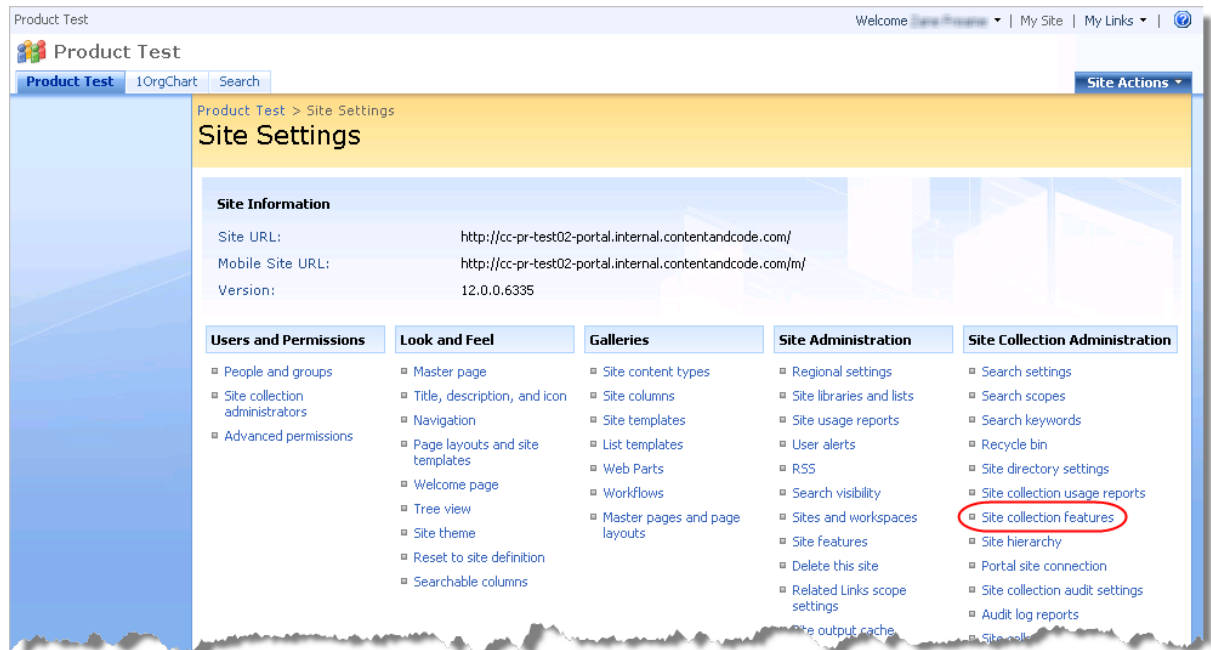 Product Test
Welcome | My Site | My Links |
Product Test
Product Test 1OrgChart Search
Site Actions
Product Test > Site Settings
Site Settings
Site Information
Site URL: http://cc-pr-test02-portal.internal.contentandcode.com/
Mobile Site URL: http://cc-pr-test02-portal.internal.contentandcode.com/m/
Version: 12.0.0.6335
Users and Permissions
People and groups
Site collection
administrators
Advanced permissions
Look and Feel
Master page
Title, description, and icon
Navigation
Page layouts and site
templates
Welcome page
Tree view
Site theme
Reset to site definition
Searchable columns
Galleries
Site content types
Site columns
Site templates
List templates
Web Parts
Workflows
Master pages and page
layouts
Site Administration
Regional settings
Site libraries and lists
Site usage reports
User alerts
RSS
Search visibility
Sites and workspaces
Site features
Delete this site
Related Links scope
settings
output cache
Site Collection Administration
Search settings
Search scopes
Search keywords
Recycle bin
Site directory settings
Site collection usage reports
Site collection features
Site hierarchy
Portal site connection
Site collection audit settings
Audit log reports
Site